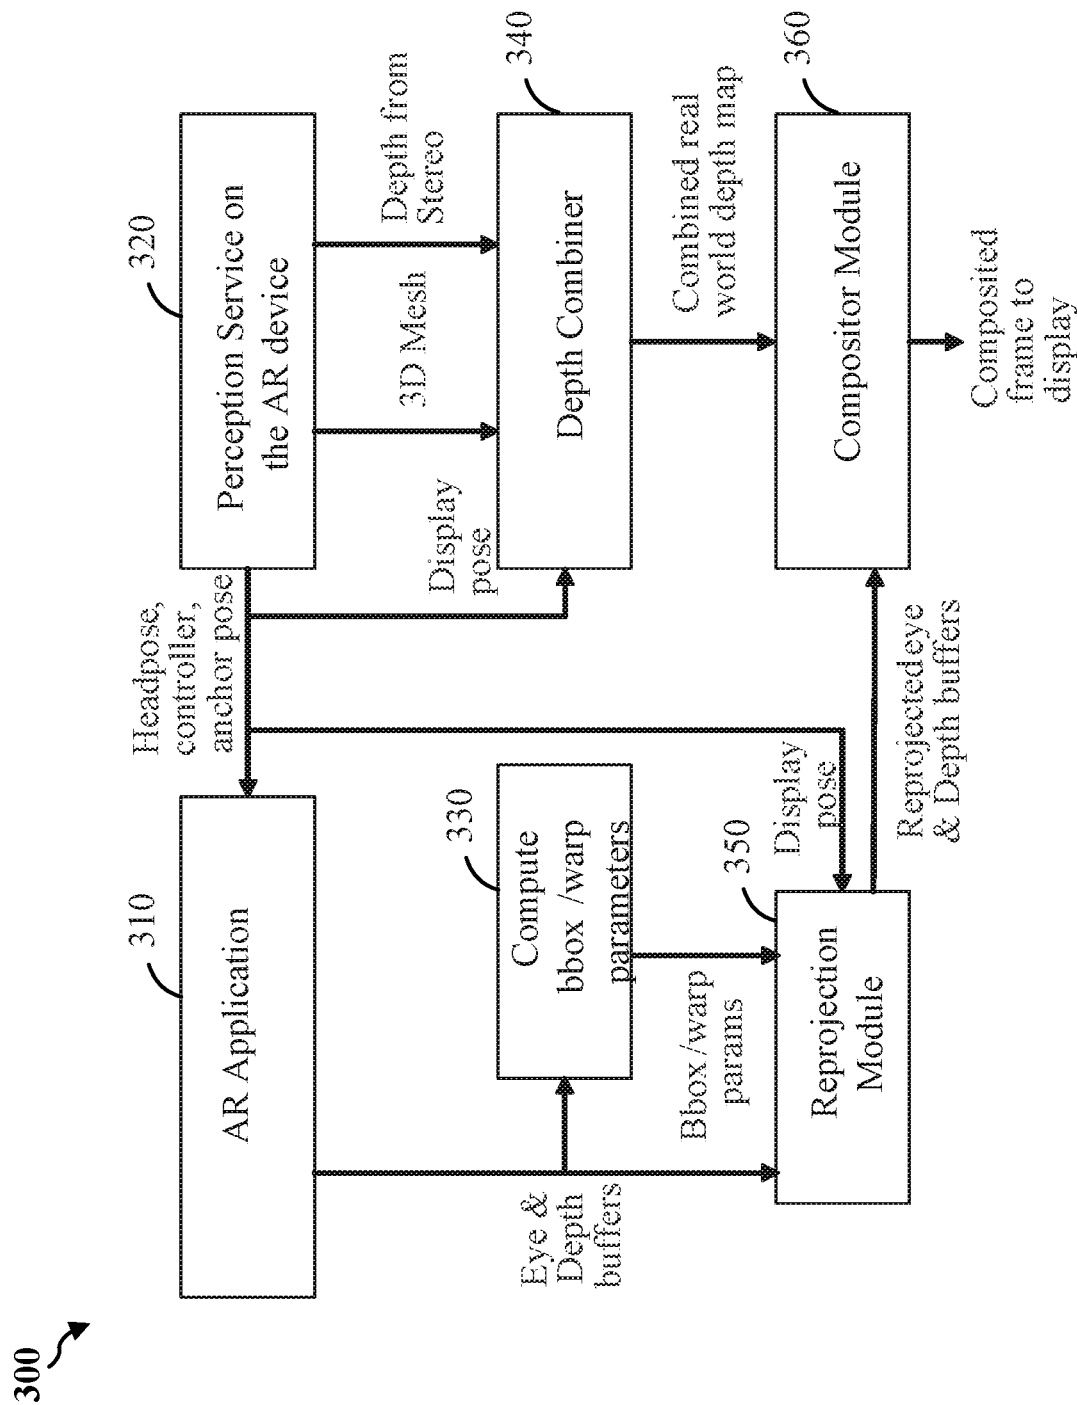 300
310
AR Application
Headpose,
controller,
anchor pose
320
Perception Service on
the AR device
Eye &
Depth
buffers
330
Compute
bbox /warp
parameters
Display
pose
3D Mesh
Depth from
Stereo
340
Depth Combiner
Bbox /warp
params
350
Reprojection
Module
Display
pose
Combined real
world depth map
Reprojected eye
& Depth buffers
360
Compositor Module
Composited
frame to
display